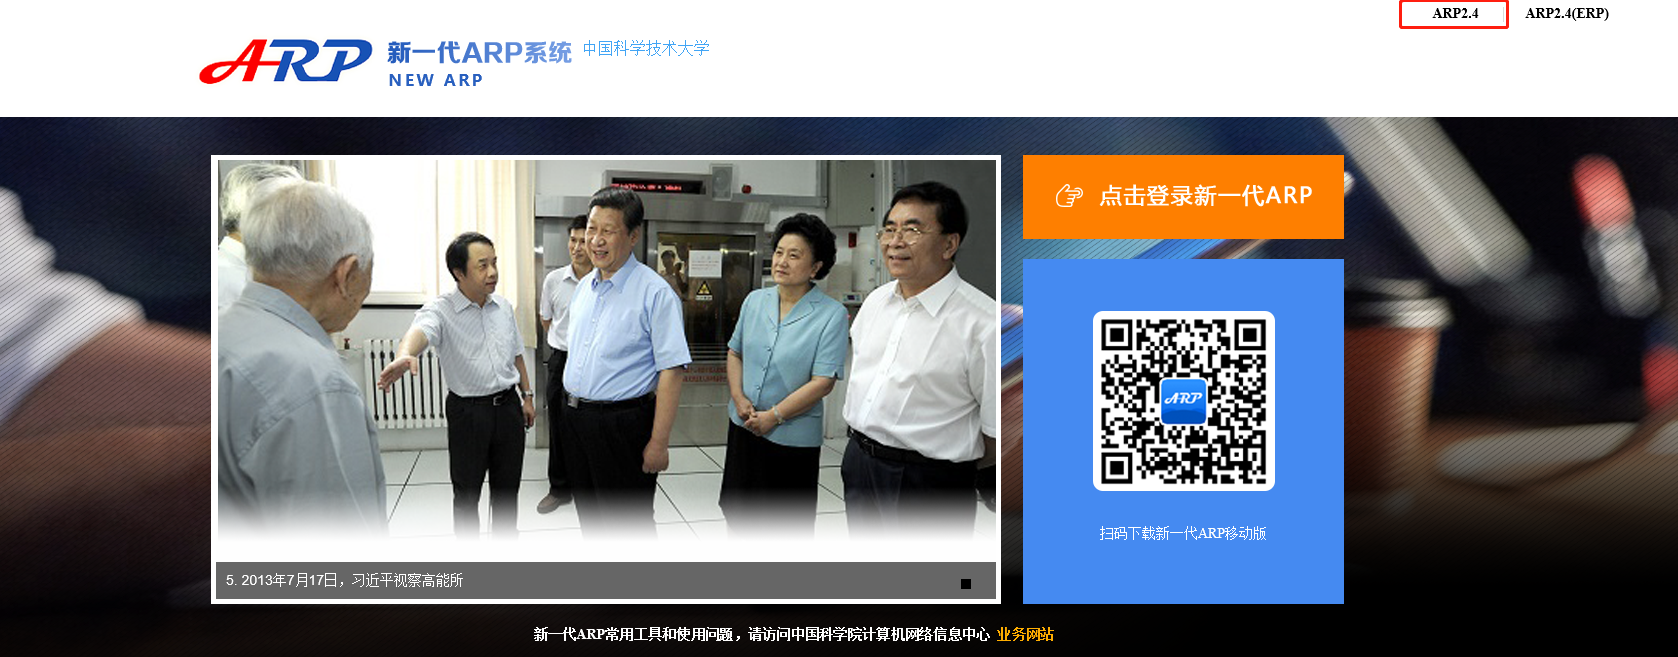 ARP2.4 ARP2.4(ERP)
ARP 新一代ARP系统 中国科学技术大学
NEW ARP
点击登录新一代ARP
ARP
扫码下载新一代ARP移动版
5. 2013年7月17日，习近平视察高能所
新一代ARP常用工具和使用问题，请访问中国科学院计算机网络信息中心 业务网站